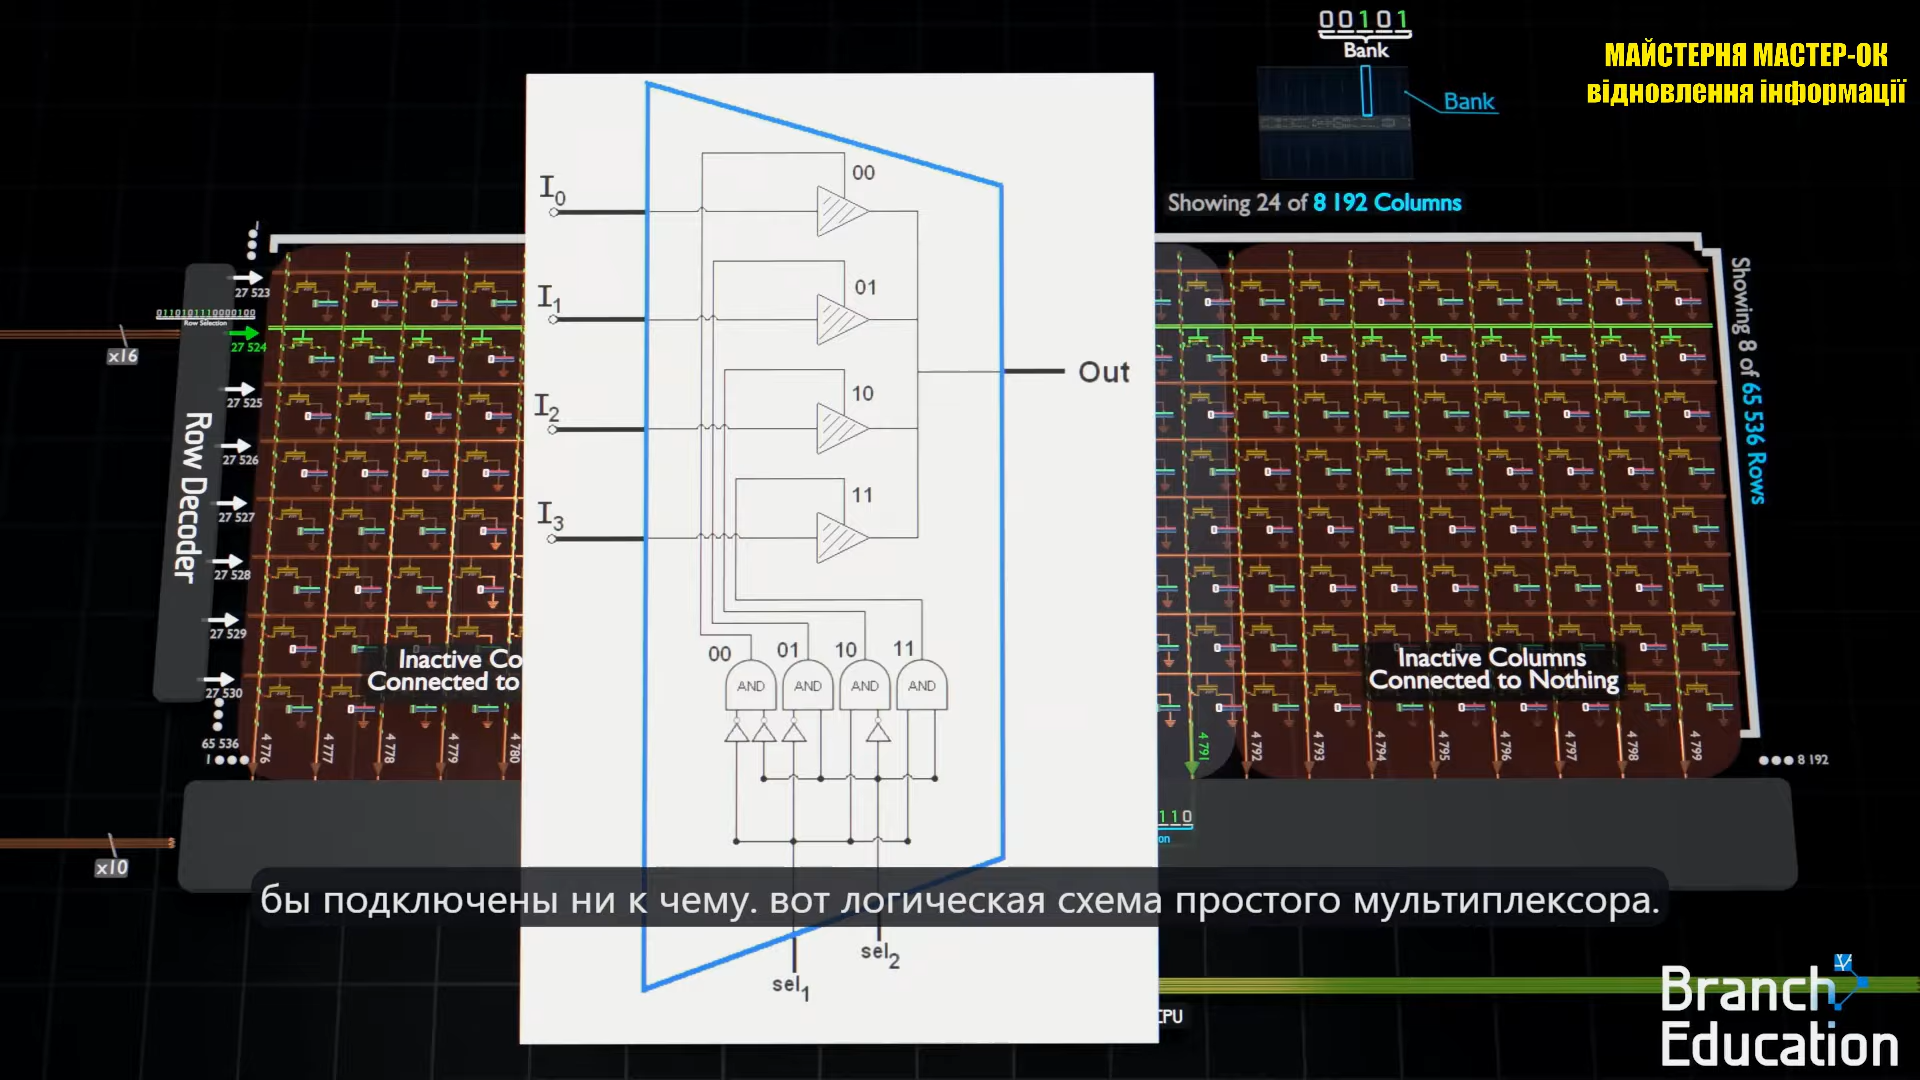 00101
Bank
Bank
МАЙСТЕРНЯ МАСТЕР-ОК
відновлення інформації
Showing 24 of 8 192 Columns
Showing 8 of 65 536 Rows
Row Decoder
0110101110000100
Row Selection
x16
27 523
27 524
27 525
27 526
27 527
27 528
27 529
27 530
65 536
1
I0
I1
I2
I3
00
01
10
11
Out
00 01 10 11
AND AND AND AND
sel1
sel2
Inactive Co
Connected to
Inactive Columns
Connected to Nothing
4 776
4 777
4 778
4 779
4 780
4 791
4 792
4 793
4 794
4 795
4 796
4 797
4 798
4 799
8 192
110
on
x10
бы подключены ни к чему. вот логическая схема простого мультиплексора.
CPU
Branch
Education